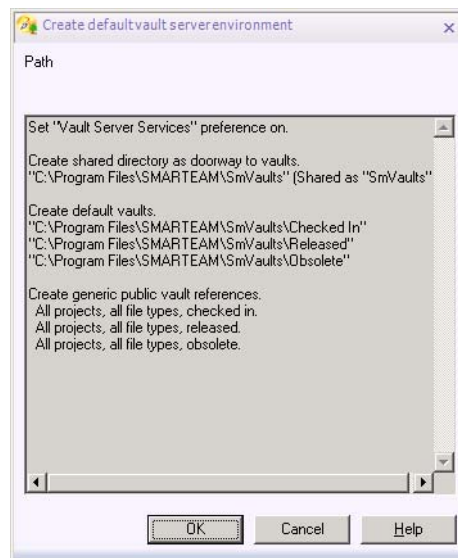 Create default vault server environment
Path
Set "Vault Server Services" preference on.
Create shared directory as doorway to vaults.
"C:\Program Files\SMARTEAM\SmVaults" (Shared as "SmVaults"
Create default vaults.
"C:\Program Files\SMARTEAM\SmVaults\Checked In"
"C:\Program Files\SMARTEAM\SmVaults\Released"
"C:\Program Files\SMARTEAM\SmVaults\Obsolete"
Create generic public vault references.
All projects, all file types, checked in.
All projects, all file types, released.
All projects, all file types, obsolete.
OK Cancel Help